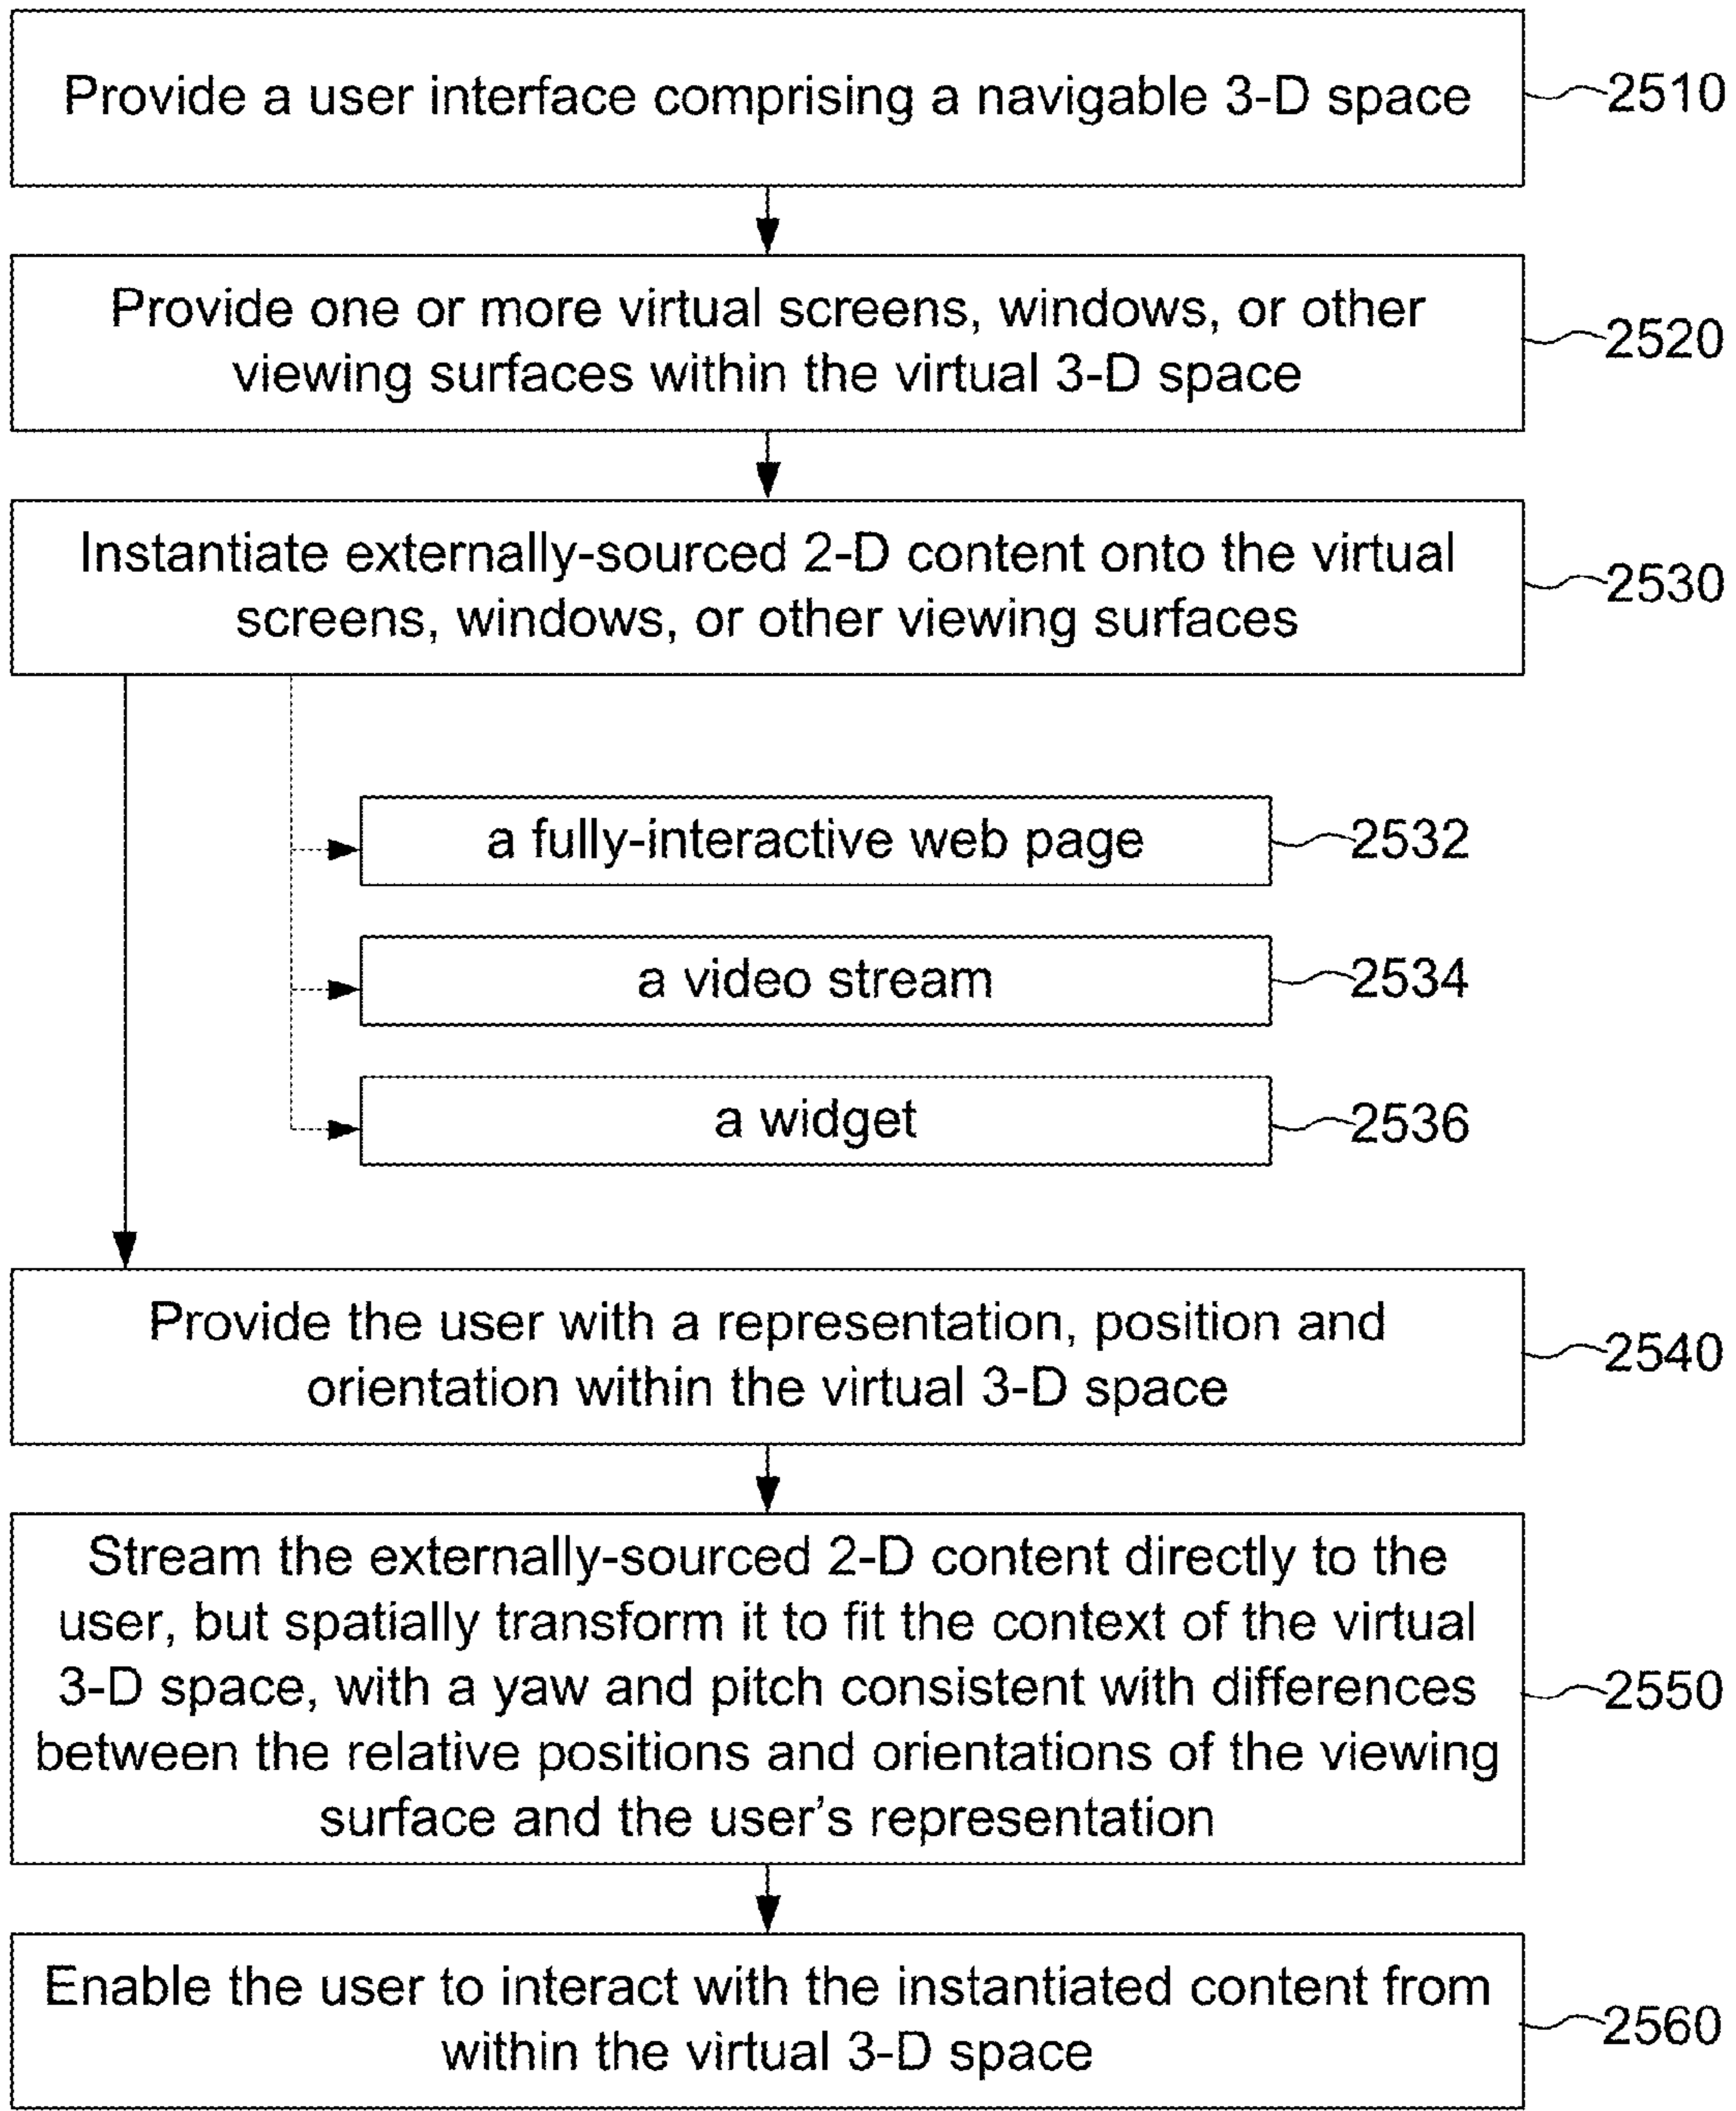 Provide a user interface comprising a navigable 3-D space
2510
Provide one or more virtual screens, windows, or other
viewing surfaces within the virtual 3-D space
2520
Instantiate externally-sourced 2-D content onto the virtual
screens, windows, or other viewing surfaces
2530
a fully-interactive web page
2532
a video stream
2534
a widget
2536
Provide the user with a representation, position and
orientation within the virtual 3-D space
2540
Stream the externally-sourced 2-D content directly to the
user, but spatially transform it to fit the context of the virtual
3-D space, with a yaw and pitch consistent with differences
between the relative positions and orientations of the viewing
surface and the user’s representation
2550
Enable the user to interact with the instantiated content from
within the virtual 3-D space
2560